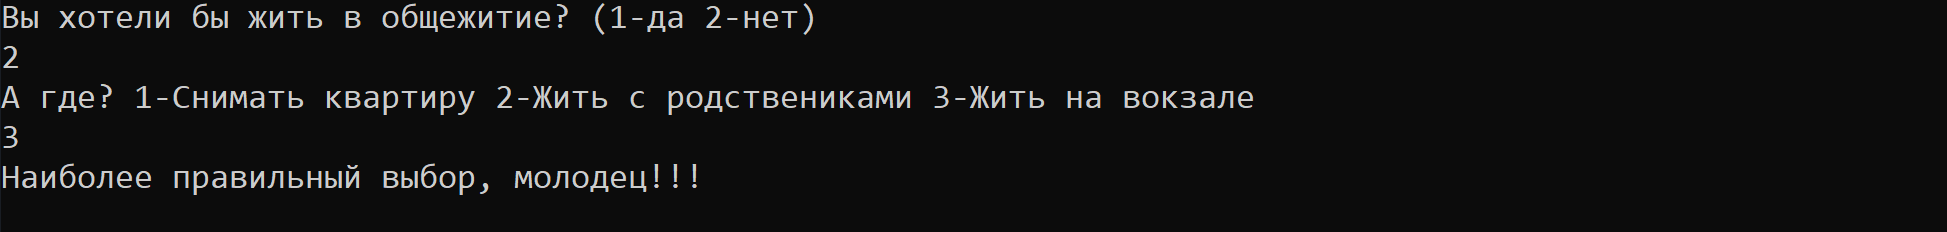 Вы хотели бы жить в общежитие? (1-да 2-нет)
2
А где? 1-Снимать квартиру 2-Жить с родствениками 3-Жить на вокзале
3
Наиболее правильный выбор, молодец!!!